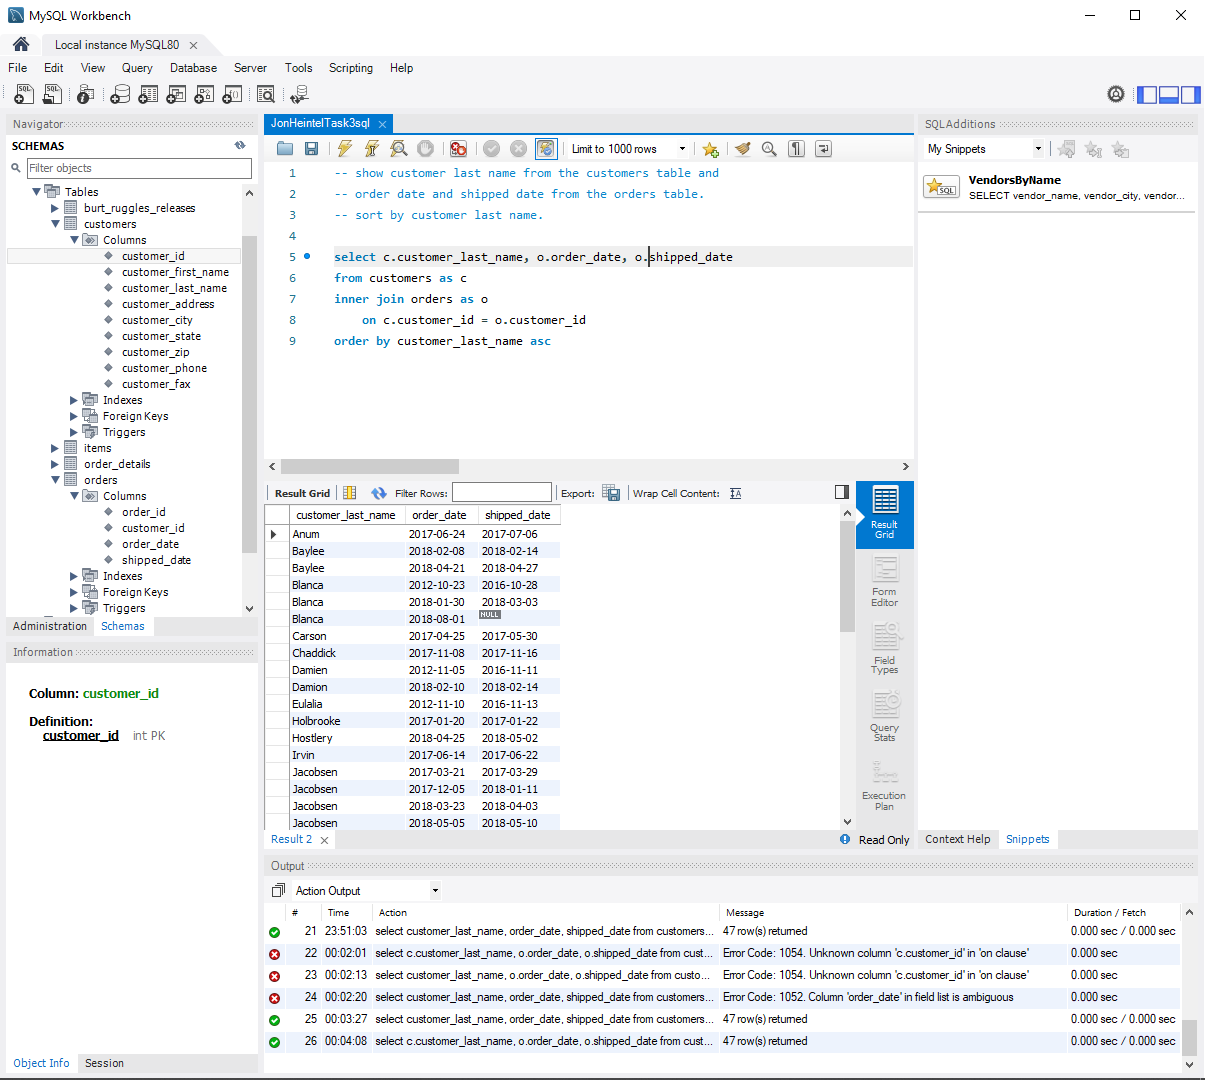 MySQL Workbench
Local instance MySQL80
File Edit View Query Database Server Tools Scripting Help
Navigator
SCHEMAS
Filter objects
Tables
burt_ruggles_releases
customers
Columns
customer_id
customer_first_name
customer_last_name
customer_address
customer_city
customer_state
customer_zip
customer_phone
customer_fax
Indexes
Foreign Keys
Triggers
items
order_details
orders
Columns
order_id
customer_id
order_date
shipped_date
Indexes
Foreign Keys
Triggers
Administration Schemas
Information
Column: customer_id
Definition:
customer_id int PK
Object Info Session
JonHeintelTask3sql
Limit to 1000 rows
1 -- show customer last name from the customers table and
2 -- order date and shipped date from the orders table.
3 -- sort by customer last name.
4
5 select c.customer_last_name, o.order_date, o.shipped_date
6 from customers as c
7 inner join orders as o
8 on c.customer_id = o.customer_id
9 order by customer_last_name asc
Result Grid Filter Rows: Export: Wrap Cell Content:
customer_last_name order_date shipped_date
Anum 2017-06-24 2017-07-06
Baylee 2018-02-08 2018-02-14
Baylee 2018-04-21 2018-04-27
Blanca 2012-10-23 2016-10-28
Blanca 2018-01-30 2018-03-03
Blanca 2018-08-01 NULL
Carson 2017-04-25 2017-05-30
Chaddick 2017-11-08 2017-11-16
Damien 2012-11-05 2016-11-11
Damion 2018-02-10 2018-02-14
Eulalia 2012-11-10 2016-11-13
Holbrooke 2017-01-20 2017-01-22
Hostlery 2018-04-25 2018-05-02
Irvin 2017-06-14 2017-06-22
Jacobsen 2017-03-21 2017-03-29
Jacobsen 2017-12-05 2018-01-11
Jacobsen 2018-03-23 2018-04-03
Jacobsen 2018-05-05 2018-05-10
Result
Grid
Form
Editor
Field
Types
Query
Stats
Execution
Plan
Result 2
Read Only
SQLAdditions
My Snippets
SQL
VendorsByName
SELECT vendor_name, vendor_city, vendor...
Context Help Snippets
Output
Action Output
# Time Action Message Duration / Fetch
21 23:51:03 select customer_last_name, order_date, shipped_date from customers... 47 row(s) returned 0.000 sec / 0.000 sec
22 00:02:01 select c.customer_last_name, o.order_date, o.shipped_date from cust... Error Code: 1054. Unknown column 'c.customer_id' in 'on clause' 0.000 sec
23 00:02:13 select customer_last_name, o.order_date, o.shipped_date from custo... Error Code: 1054. Unknown column 'c.customer_id' in 'on clause' 0.000 sec
24 00:02:20 select customer_last_name, order_date, shipped_date from customers... Error Code: 1052. Column 'order_date' in field list is ambiguous 0.000 sec
25 00:03:27 select customer_last_name, order_date, shipped_date from customers... 47 row(s) returned 0.000 sec / 0.000 sec
26 00:04:08 select c.customer_last_name, o.order_date, o.shipped_date from cust... 47 row(s) returned 0.000 sec / 0.000 sec